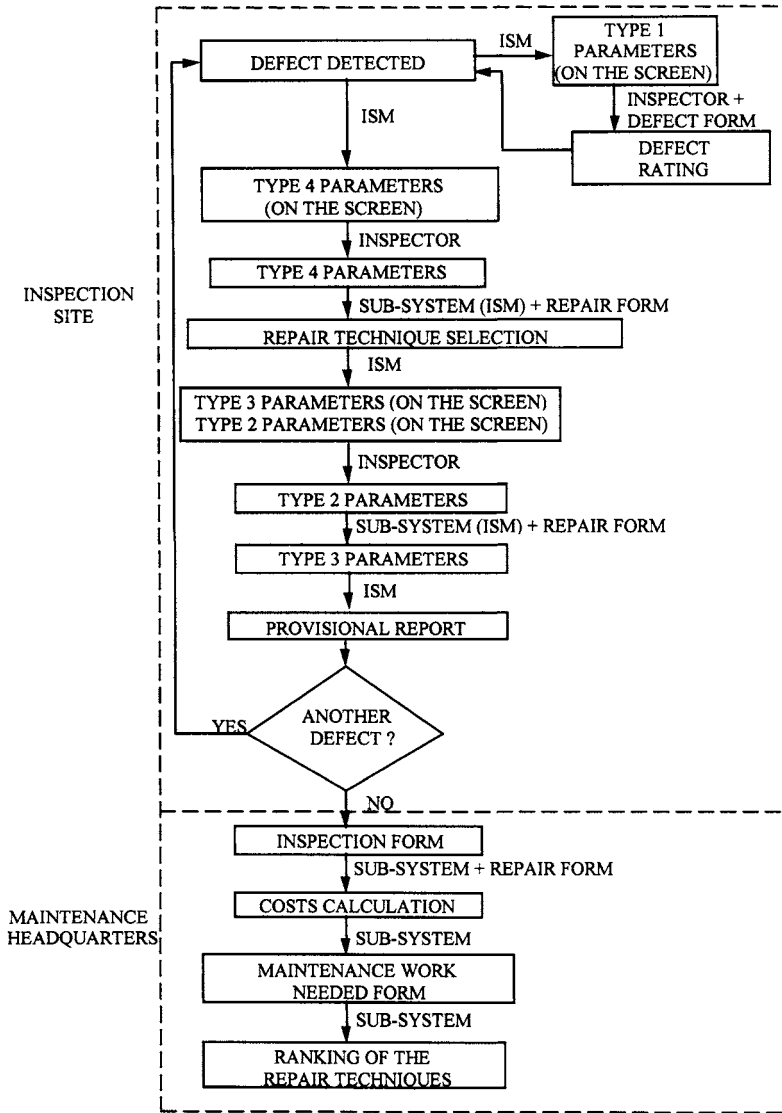 DEFECT DETECTED
ISM
TYPE 1
PARAMETERS
(ON THE SCREEN)
INSPECTOR +
DEFECT FORM
DEFECT
RATING
ISM
TYPE 4 PARAMETERS
(ON THE SCREEN)
INSPECTOR
TYPE 4 PARAMETERS
SUB-SYSTEM (ISM) + REPAIR FORM
REPAIR TECHNIQUE SELECTION
ISM
TYPE 3 PARAMETERS (ON THE SCREEN)
TYPE 2 PARAMETERS (ON THE SCREEN)
INSPECTOR
TYPE 2 PARAMETERS
SUB-SYSTEM (ISM) + REPAIR FORM
TYPE 3 PARAMETERS
ISM
PROVISIONAL REPORT
ANOTHER
DEFECT ?
YES
NO
INSPECTION
SITE
INSPECTION FORM
SUB-SYSTEM + REPAIR FORM
COSTS CALCULATION
SUB-SYSTEM
MAINTENANCE WORK
NEEDED FORM
SUB-SYSTEM
RANKING OF THE
REPAIR TECHNIQUES
MAINTENANCE
HEADQUARTERS